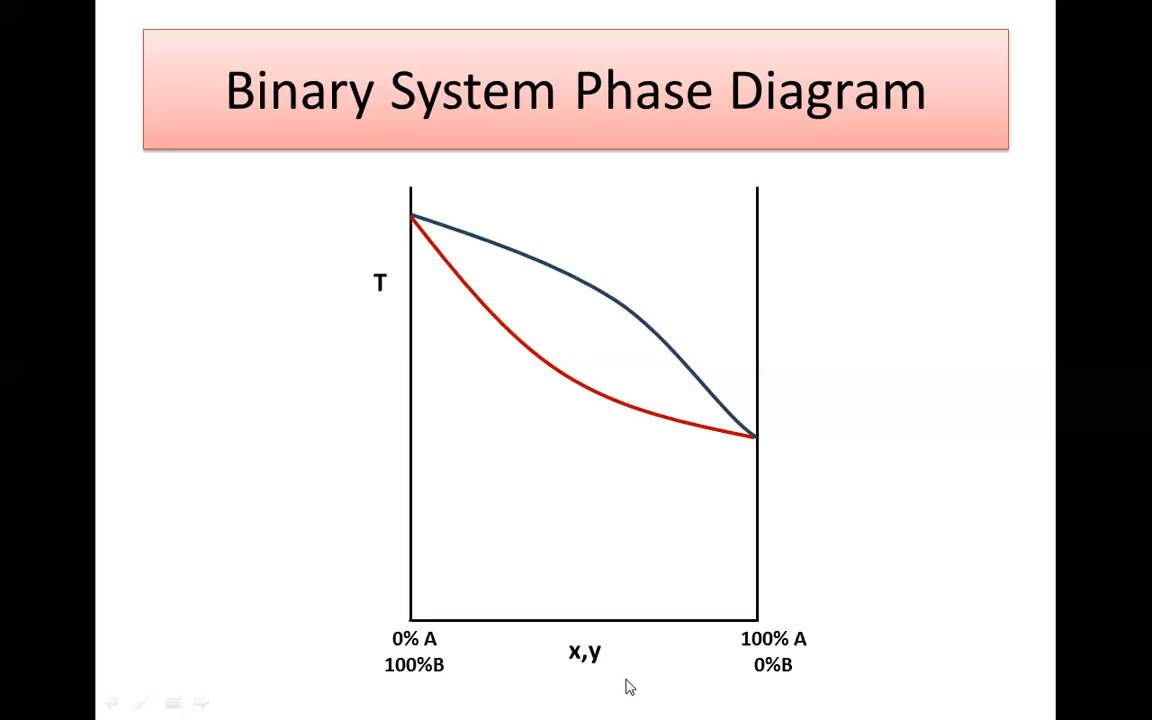 Binary System Phase Diagram
T
0% A
100%B
x,y
100% A
0%B